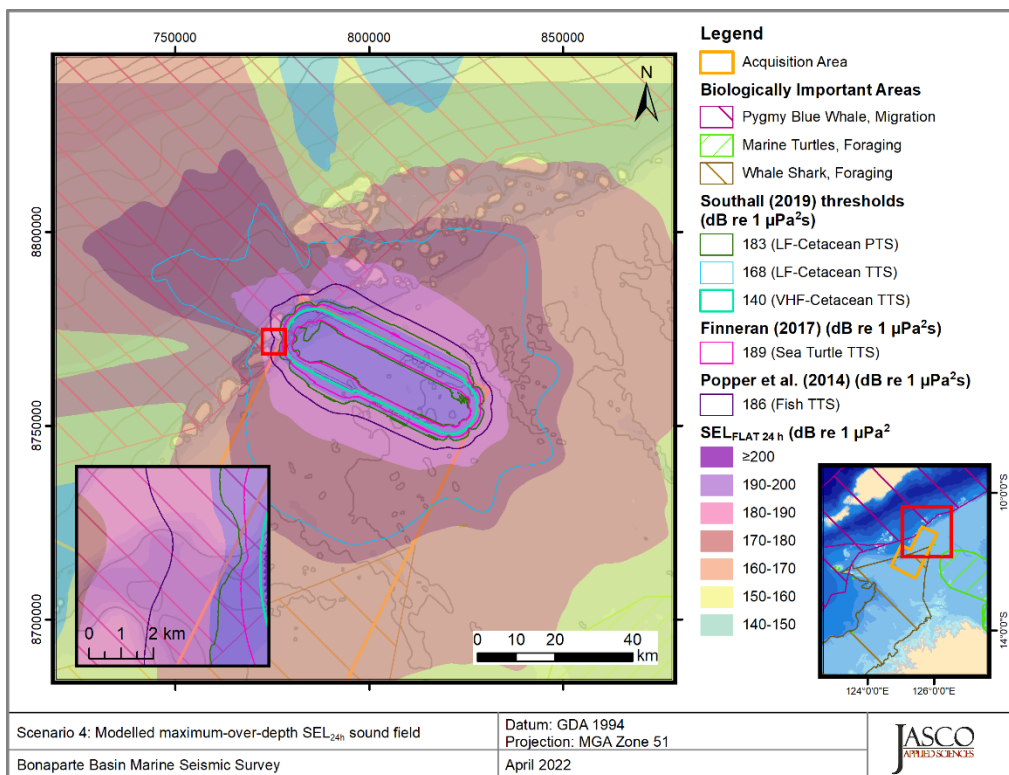 750000 800000 850000
8800000
8750000
8700000
N
0 1 2 km
0 10 20 40
km
Legend
Acquisition Area
Biologically Important Areas
Pygmy Blue Whale, Migration
Marine Turtles, Foraging
Whale Shark, Foraging
Southall (2019) thresholds
(dB re 1 µPa²s)
183 (LF-Cetacean PTS)
168 (LF-Cetacean TTS)
140 (VHF-Cetacean TTS)
Finneran (2017) (dB re 1 µPa²s)
189 (Sea Turtle TTS)
Popper et al. (2014) (dB re 1 µPa²s)
186 (Fish TTS)
SELFLAT 24 h (dB re 1 µPa²
≥200
190-200
180-190
170-180
160-170
150-160
140-150
10°0'0"S
14°0'0"S
124°0'0"E 126°0'0"E
Scenario 4: Modelled maximum-over-depth SEL24h sound field
Datum: GDA 1994
Projection: MGA Zone 51
Bonaparte Basin Marine Seismic Survey
April 2022
JASCO
APPLIED SCIENCES